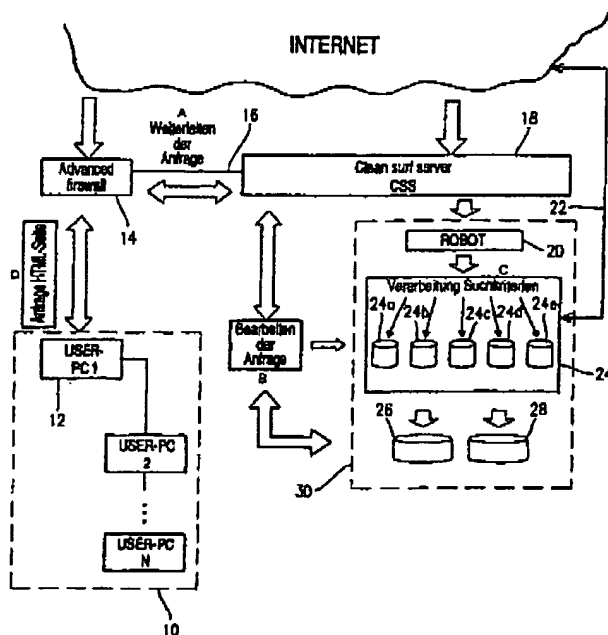 INTERNET
A
Weiterleiten
der
Anfrage
16
18
Advanced
firewall
14
Clean surf server
CSS
22
D
Anfrage HTML-Seite
ROBOT
20
C
Verarbeitung Suchkriterien
24a
24b
24c
24d
24e
24
Bearbeiten
der
Anfrage
B
USER-
PC 1
12
26
28
USER-PC
2
30
USER-PC
N
10